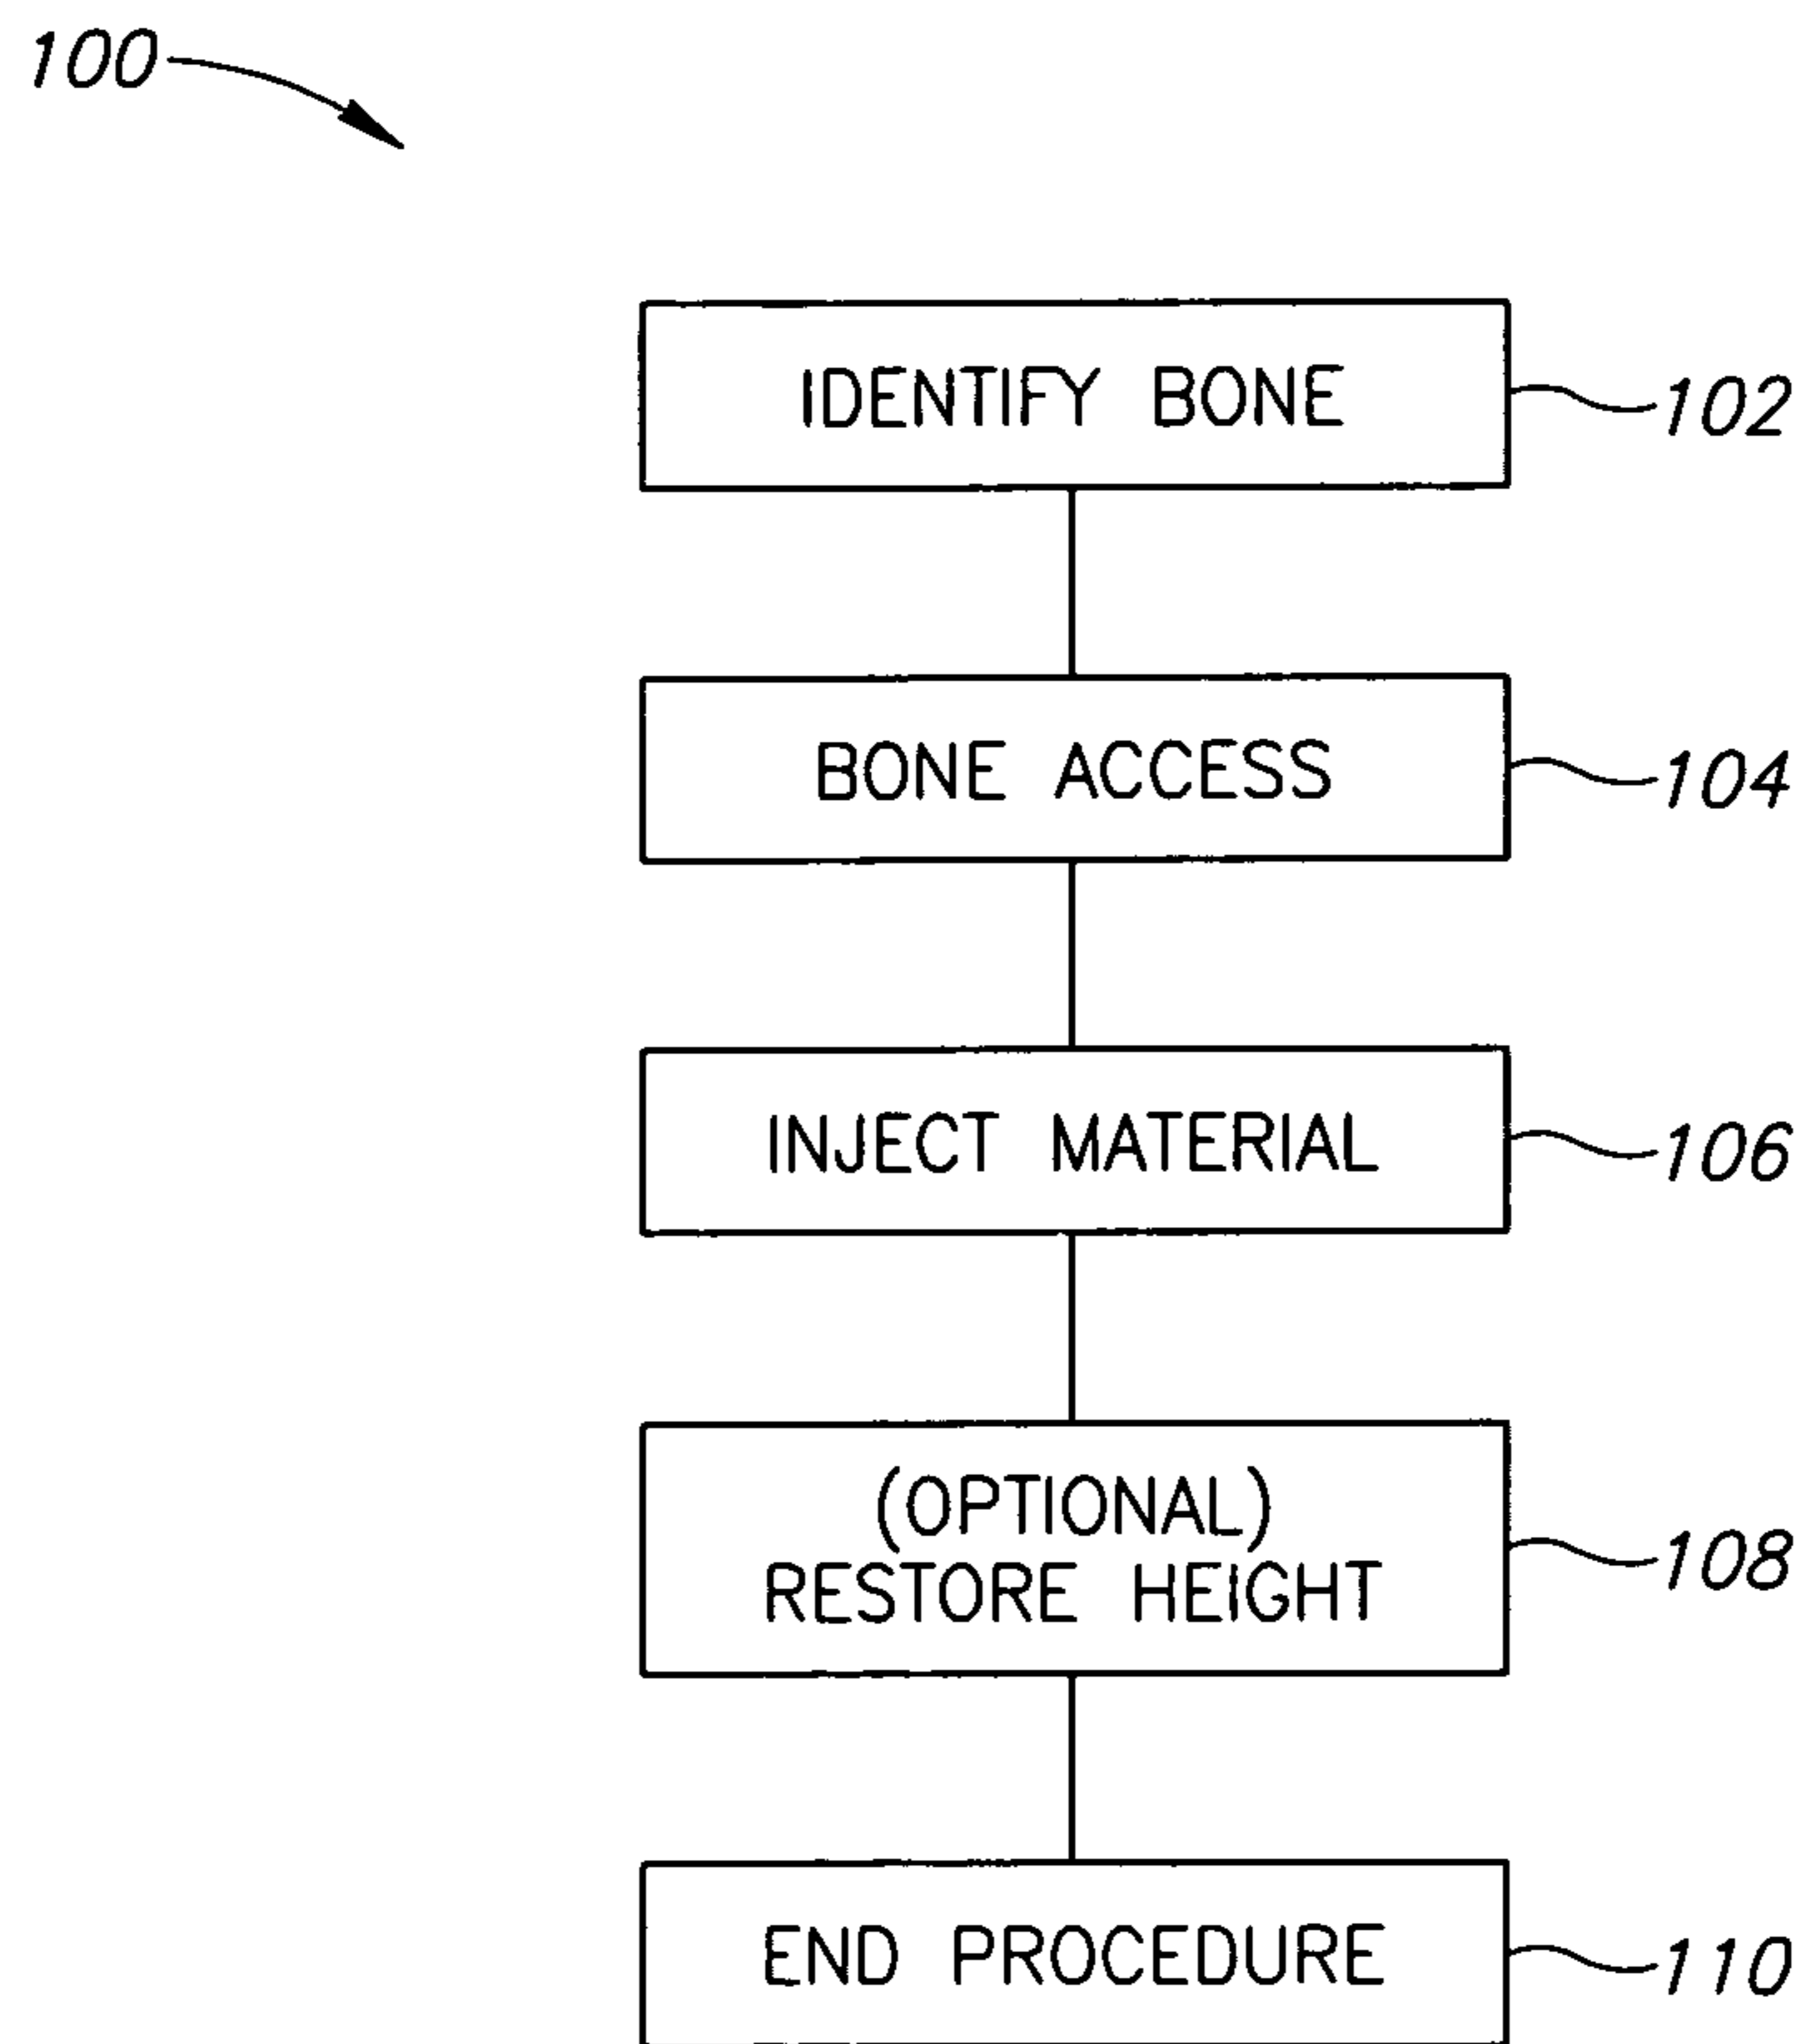 100
IDENTIFY BONE
102
BONE ACCESS
104
INJECT MATERIAL
106
(OPTIONAL)
RESTORE HEIGHT
108
END PROCEDURE
110